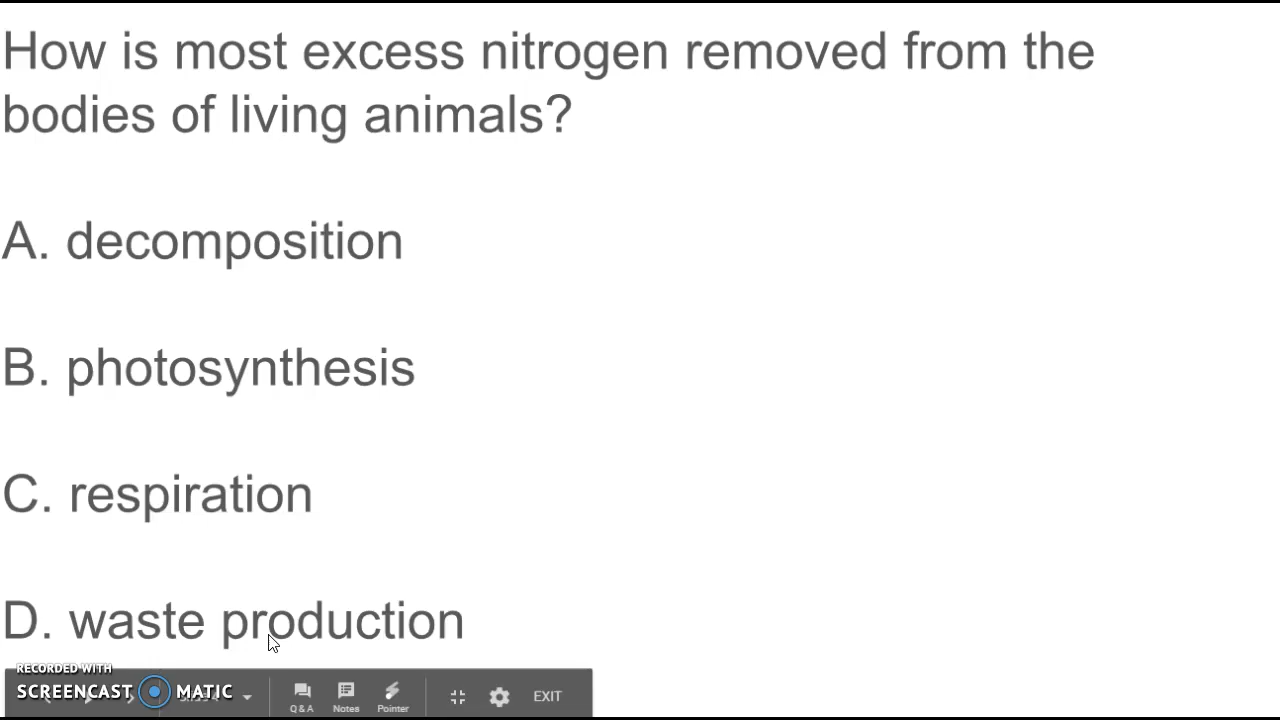 How is most excess nitrogen removed from the
bodies of living animals?
A. decomposition
B. photosynthesis
C. respiration
D. waste production
RECORDED WITH
SCREENCAST MATIC
Q & A Notes Pointer EXIT